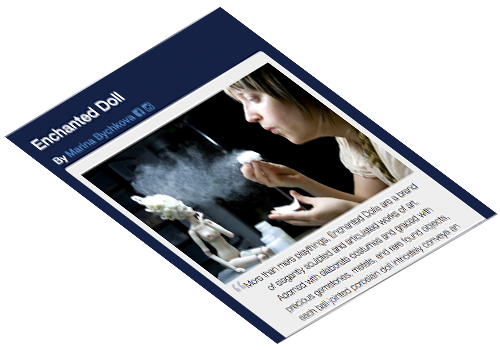 Enchanted Doll
By Marina Bychkova
“More than mere playthings, Enchanted Dolls are a brand
of elegantly sculpted and articulated works of art.
Adorned with elaborate costumes and graced with
precious gemstones, metals, and rare found objects,
each ball-jointed porcelain doll intricately conveys an